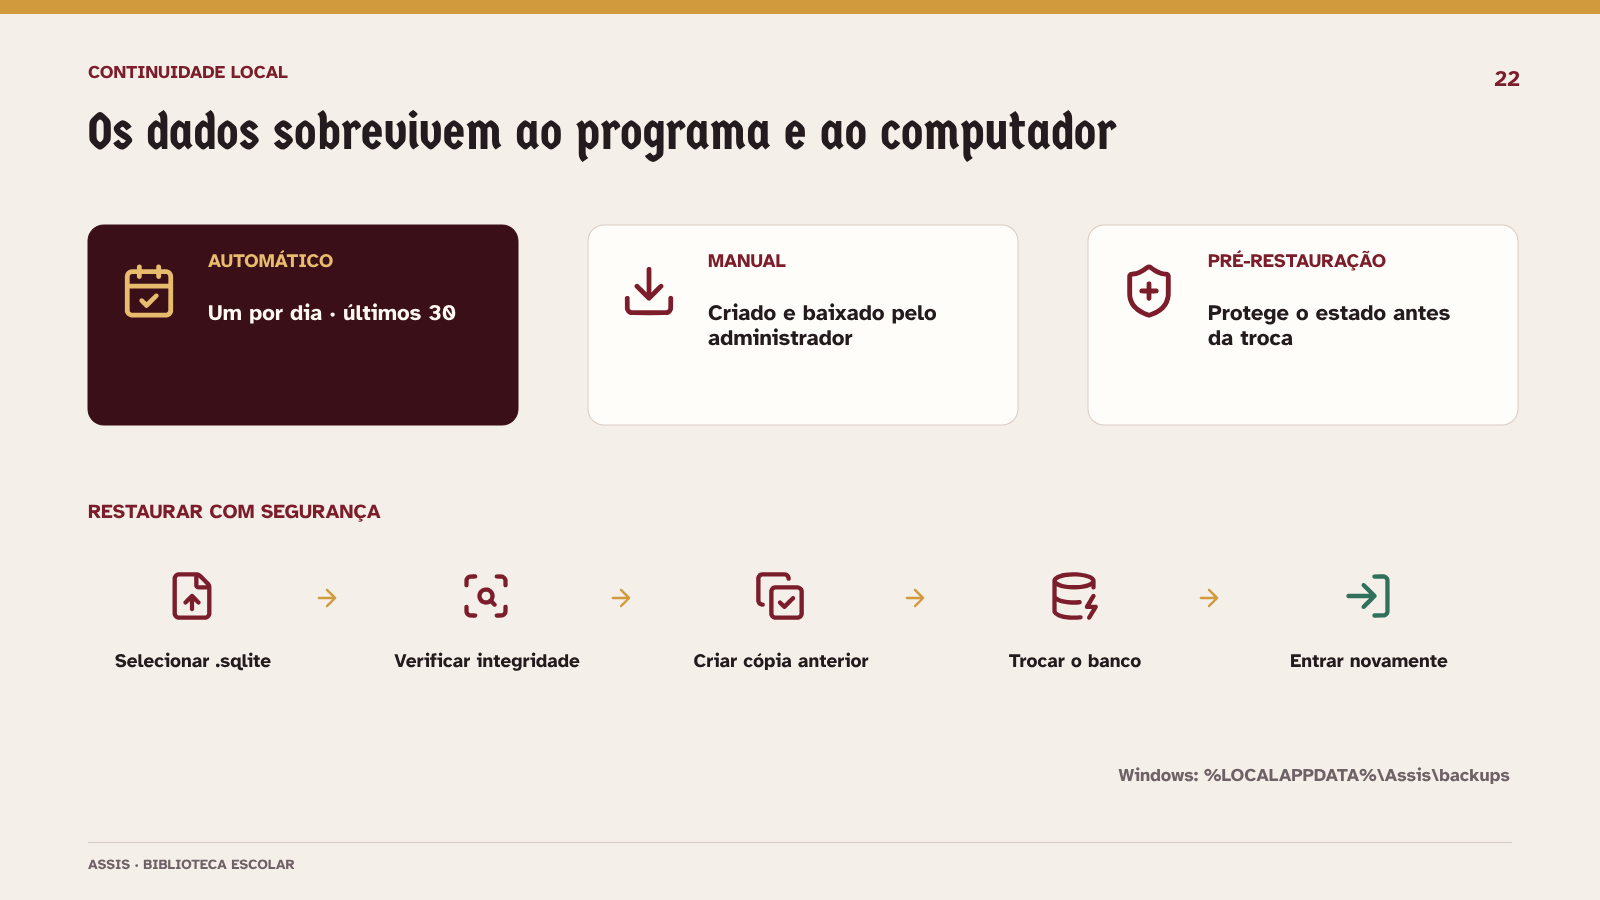 CONTINUIDADE LOCAL
22
Os dados sobrevivem ao programa e ao computador
AUTOMÁTICO
Um por dia · últimos 30
MANUAL
Criado e baixado pelo
administrador
PRÉ-RESTAURAÇÃO
Protege o estado antes
da troca
RESTAURAR COM SEGURANÇA
Selecionar .sqlite
Verificar integridade
Criar cópia anterior
Trocar o banco
Entrar novamente
Windows: %LOCALAPPDATA%\Assis\backups
ASSIS · BIBLIOTECA ESCOLAR